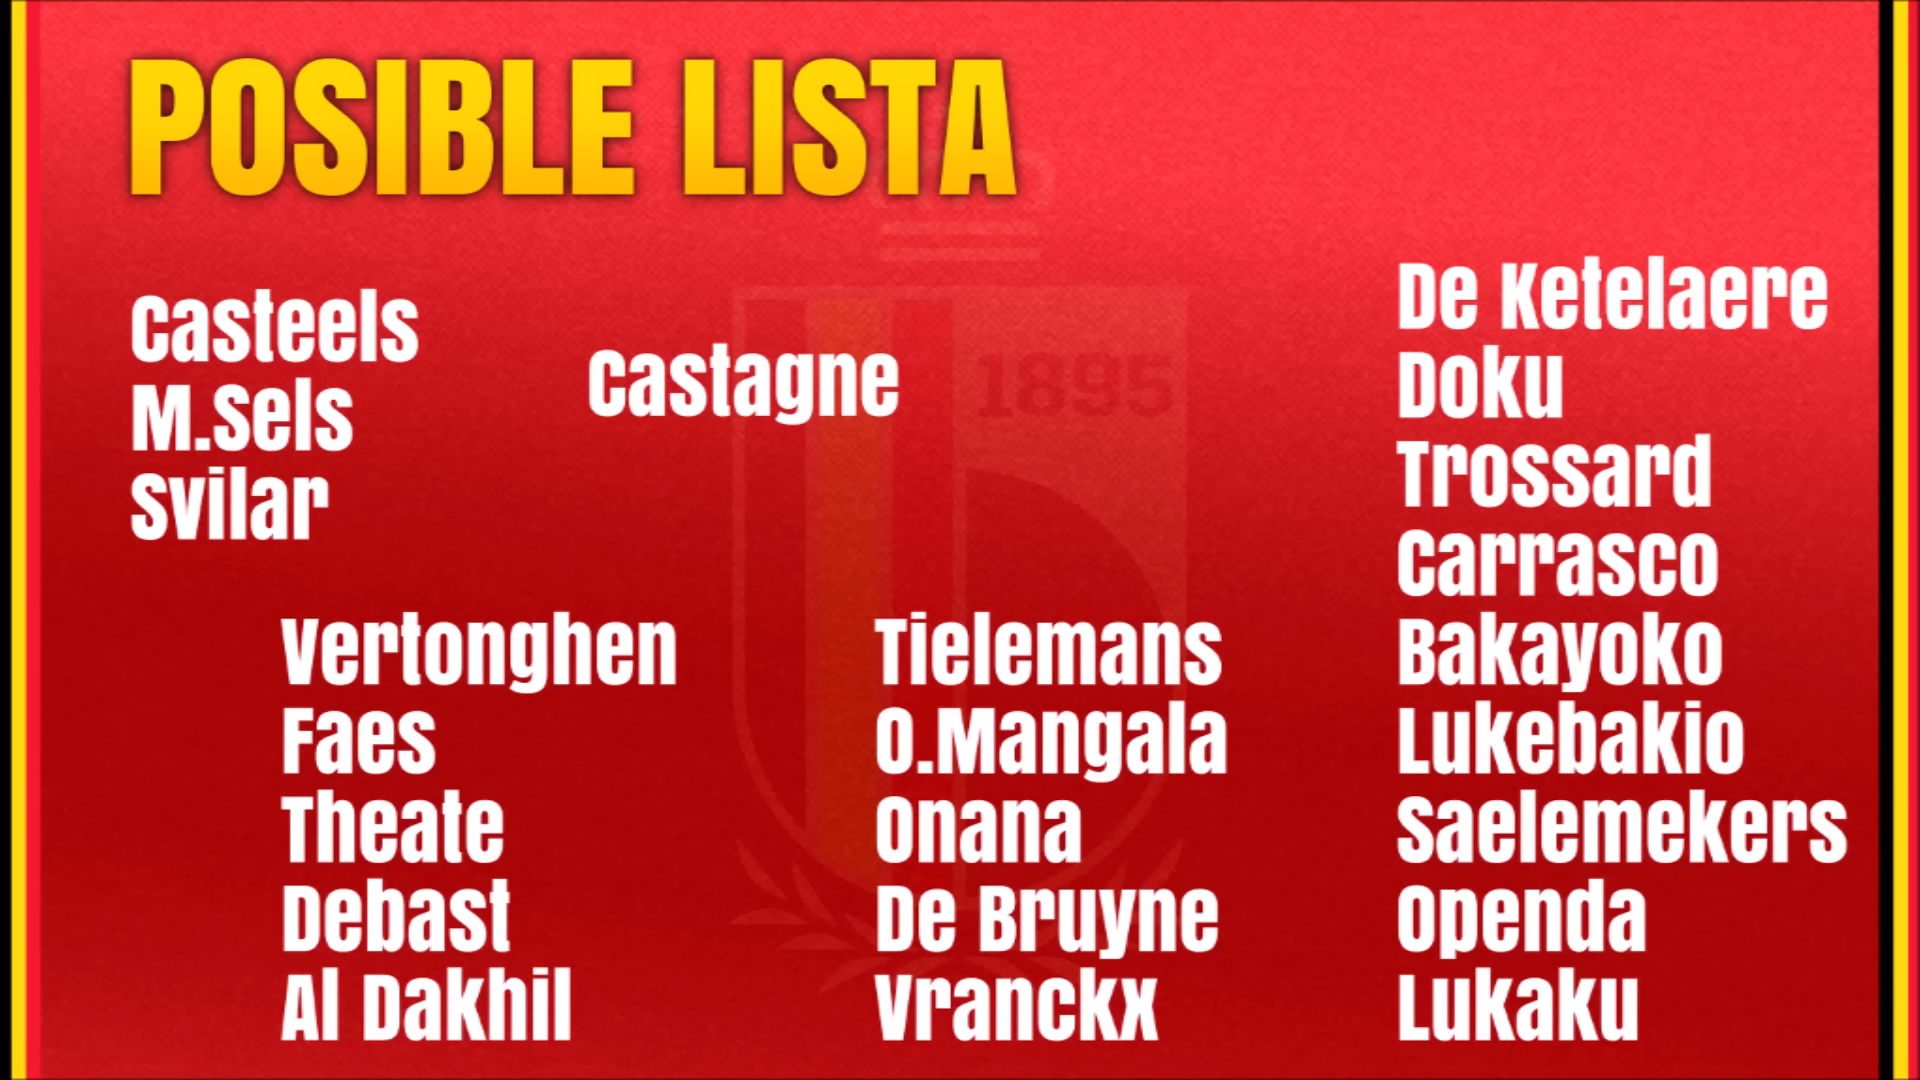 POSIBLE LISTA
Casteels
M.Sels
Svilar
Castagne
1895
Vertonghen
Faes
Theate
Debast
Al Dakhil
Tielemans
O.Mangala
Onana
De Bruyne
Vranckx
De Ketelaere
Doku
Trossard
Carrasco
Bakayoko
Lukebakio
Saelemekers
Openda
Lukaku